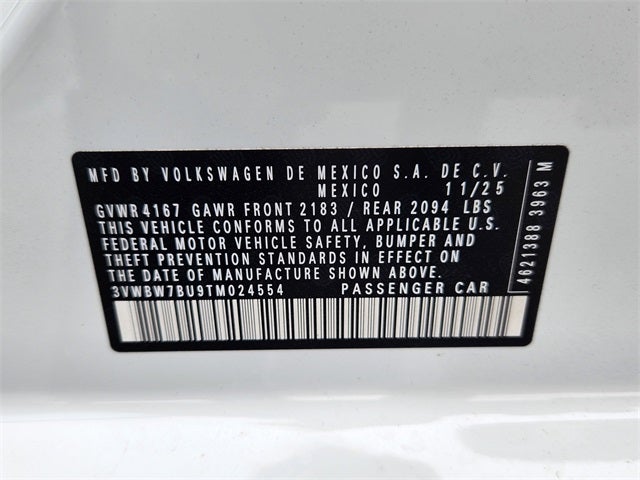 MFD BY VOLKSWAGEN DE MEXICO S.A. DE C.V.
MEXICO 11/25
GVWR 4167 GAWR FRONT 2183 / REAR 2094 LBS
THIS VEHICLE CONFORMS TO ALL APPLICABLE U.S.
FEDERAL MOTOR VEHICLE SAFETY, BUMPER AND
THEFT PREVENTION STANDARDS IN EFFECT ON THE
DATE OF MANUFACTURE SHOWN ABOVE.
3VWBW7BU9TM024554 PASSENGER CAR
4621388 3963 M